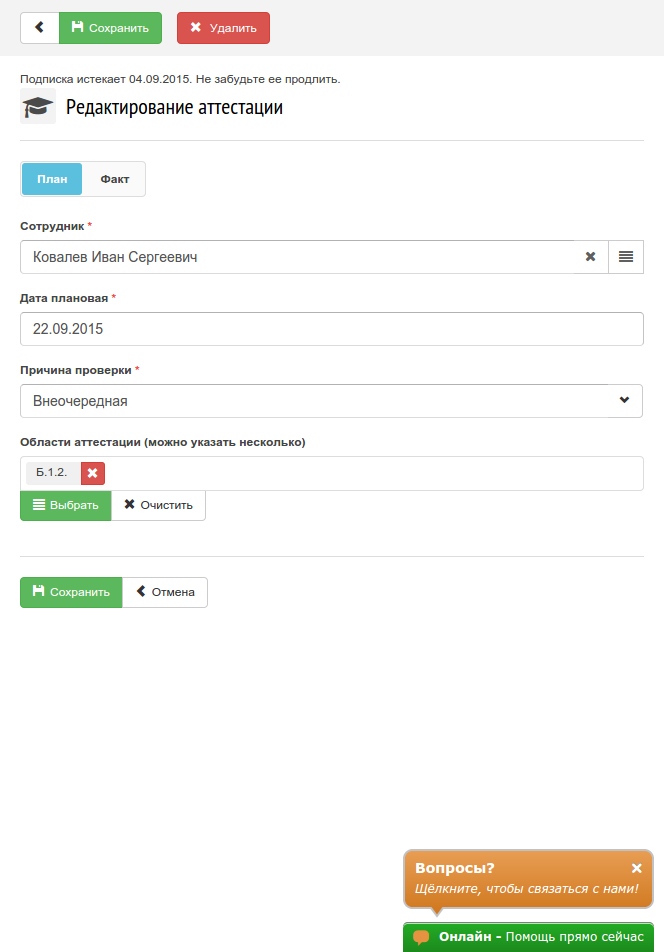 Сохранить
Удалить
Подписка истекает 04.09.2015. Не забудьте ее продлить.
Редактирование аттестации
План Факт
Сотрудник *
Ковалев Иван Сергеевич
Дата плановая *
22.09.2015
Причина проверки *
Внеочередная
Области аттестации (можно указать несколько)
Б.1.2.
Выбрать Очистить
Сохранить Отмена
Вопросы?
Щёлкните, чтобы связаться с нами!
Онлайн – Помощь прямо сейчас